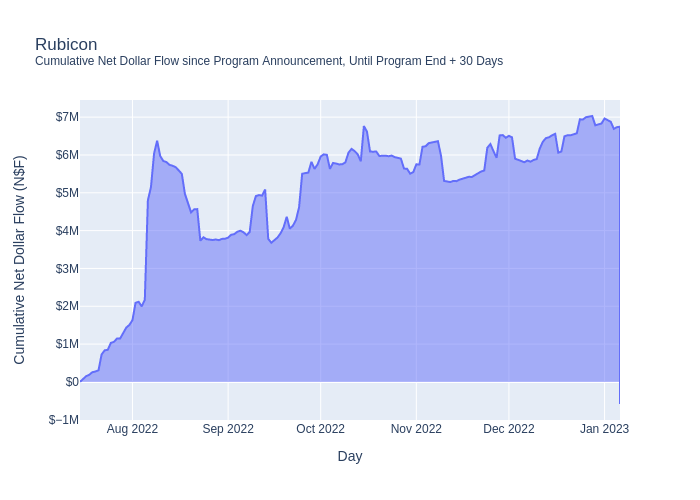 Rubicon
Cumulative Net Dollar Flow since Program Announcement, Until Program End + 30 Days
Cumulative Net Dollar Flow (N$F)
$7M
$6M
$5M
$4M
$3M
$2M
$1M
$0
$−1M
Aug 2022 Sep 2022 Oct 2022 Nov 2022 Dec 2022 Jan 2023
Day